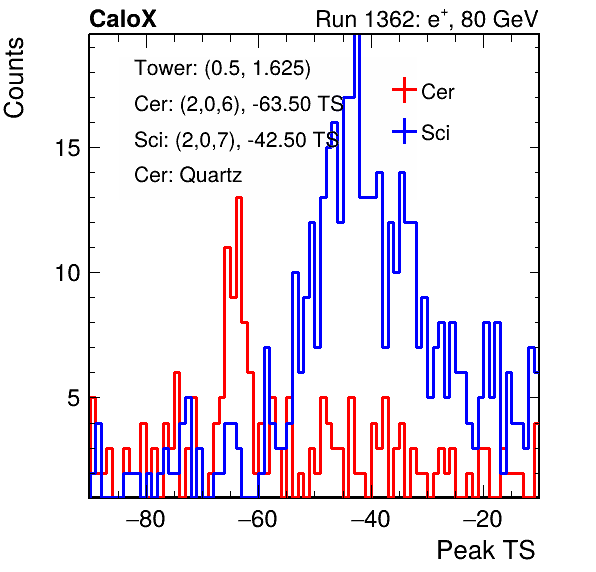 CaloX
Run 1362: e⁺, 80 GeV
Counts
Tower: (0.5, 1.625)
Cer: (2,0,6), -63.50 TS
Sci: (2,0,7), -42.50 TS
Cer: Quartz
Cer
Sci
15
10
5
−80 −60 −40 −20
Peak TS